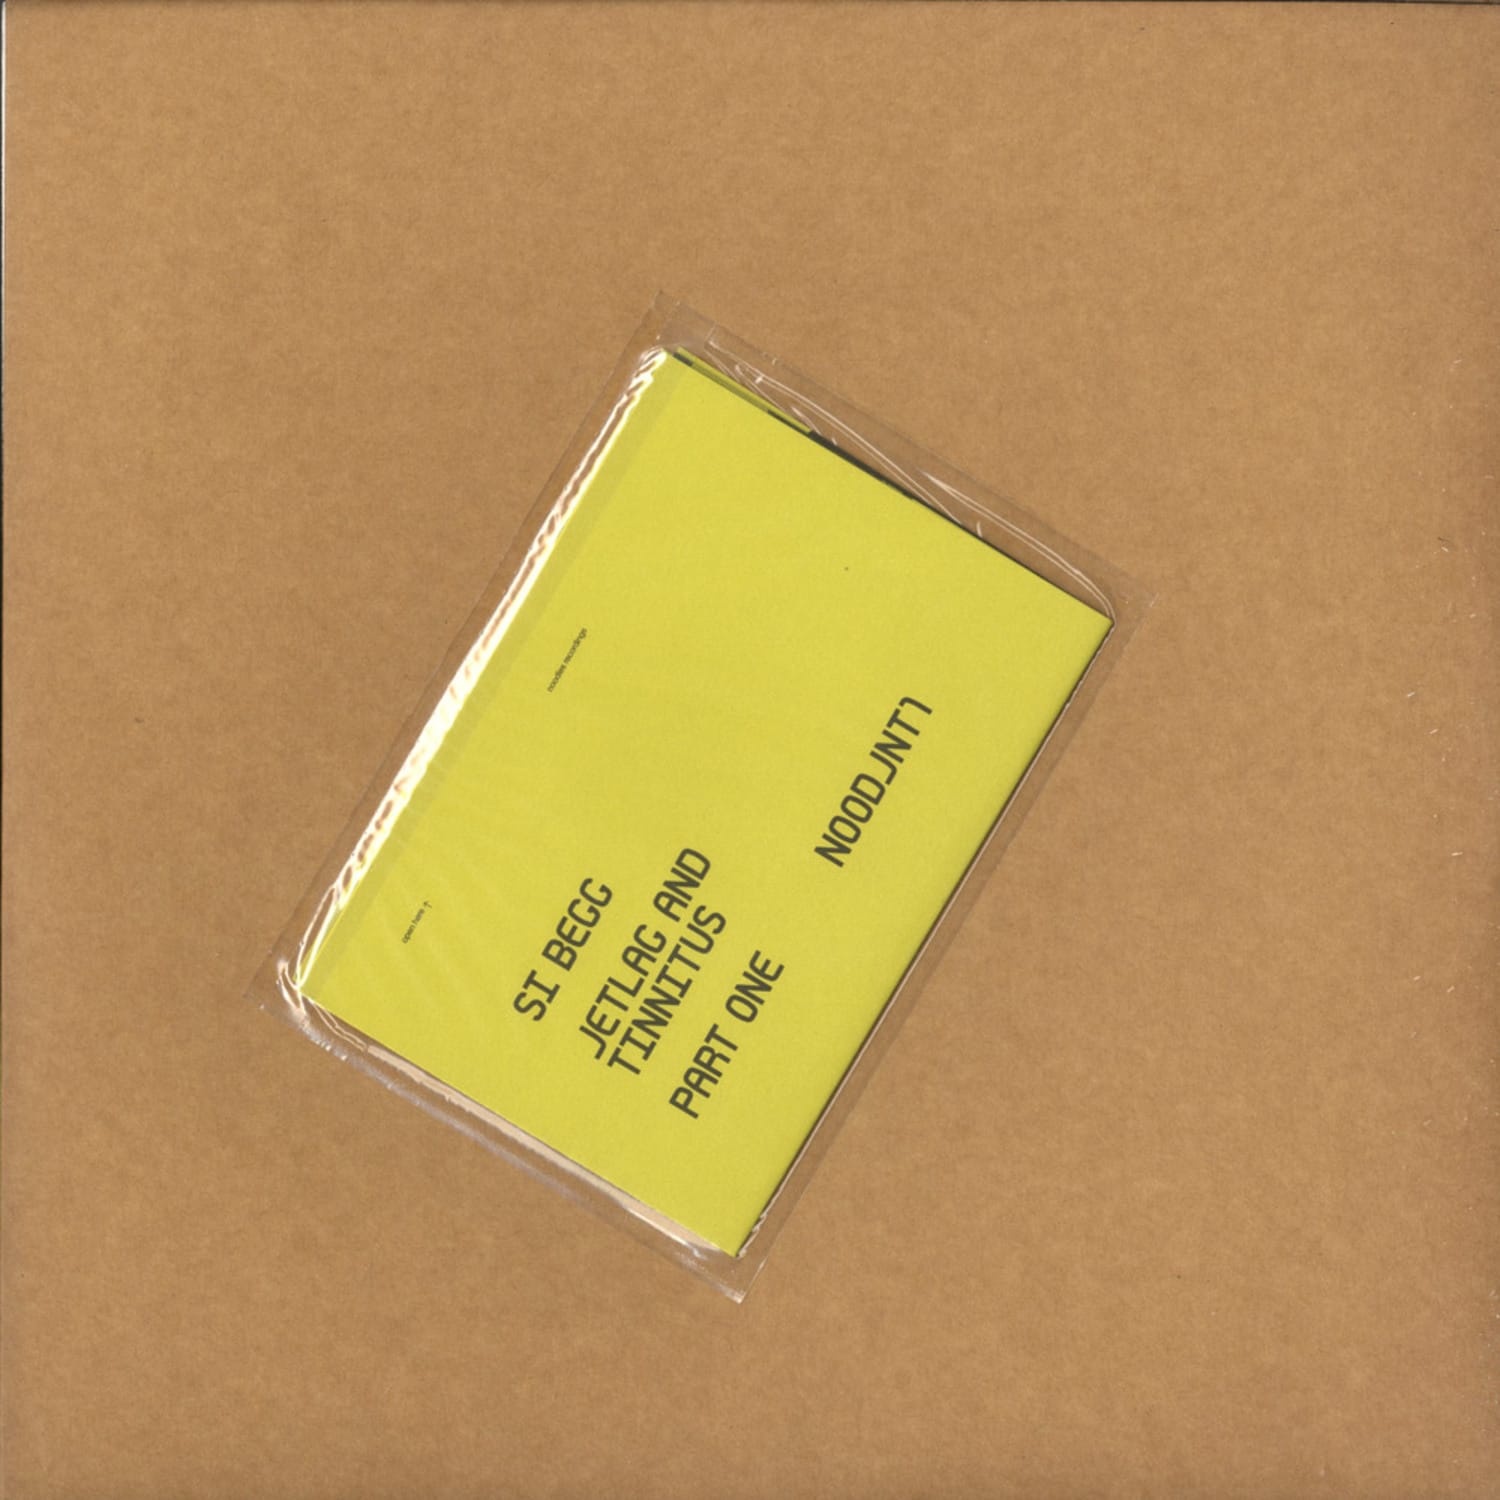 noodles recordings
open here ↑
SI BEGG
JETLAG AND
TINNITUS
PART ONE
NOODJNT1